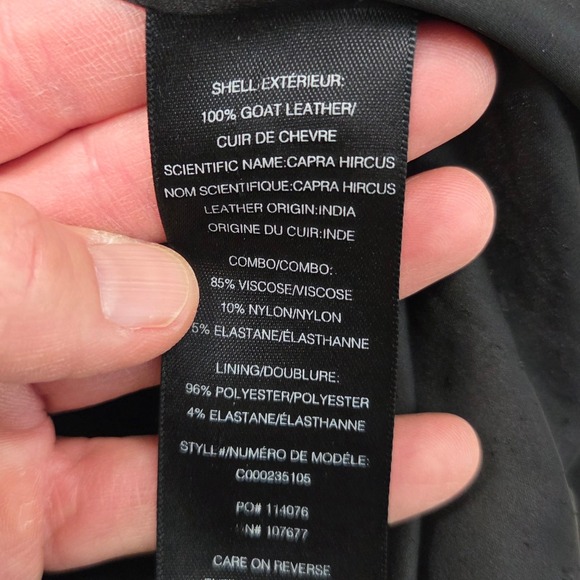 SHELL EXTÉRIEUR:
100% GOAT LEATHER/
CUIR DE CHEVRE
SCIENTIFIC NAME:CAPRA HIRCUS
NOM SCIENTIFIQUE:CAPRA HIRCUS
LEATHER ORIGIN:INDIA
ORIGINE DU CUIR:INDE
COMBO/COMBO:
85% VISCOSE/VISCOSE
10% NYLON/NYLON
5% ELASTANE/ÉLASTHANNE
LINING/DOUBLURE:
96% POLYESTER/POLYESTER
4% ELASTANE/ÉLASTHANNE
STYLE#/NUMÉRO DE MODÈLE:
C000235105
PO# 114076
107677
CARE ON REVERSE